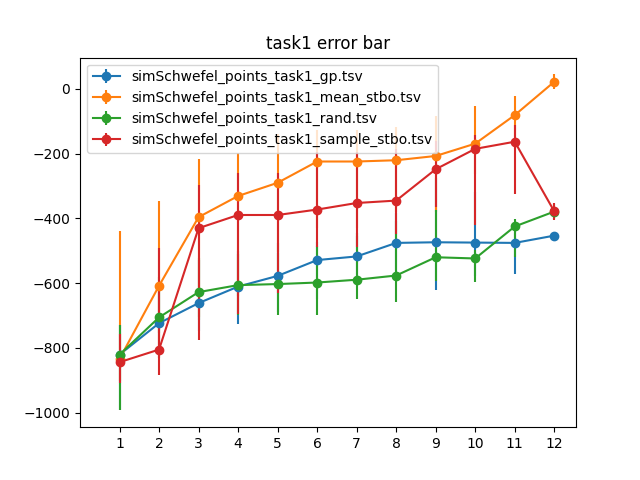 task1 error bar
simSchwefel_points_task1_gp.tsv
simSchwefel_points_task1_mean_stbo.tsv
simSchwefel_points_task1_rand.tsv
simSchwefel_points_task1_sample_stbo.tsv
0
−200
−400
−600
−800
−1000
1 2 3 4 5 6 7 8 9 10 11 12